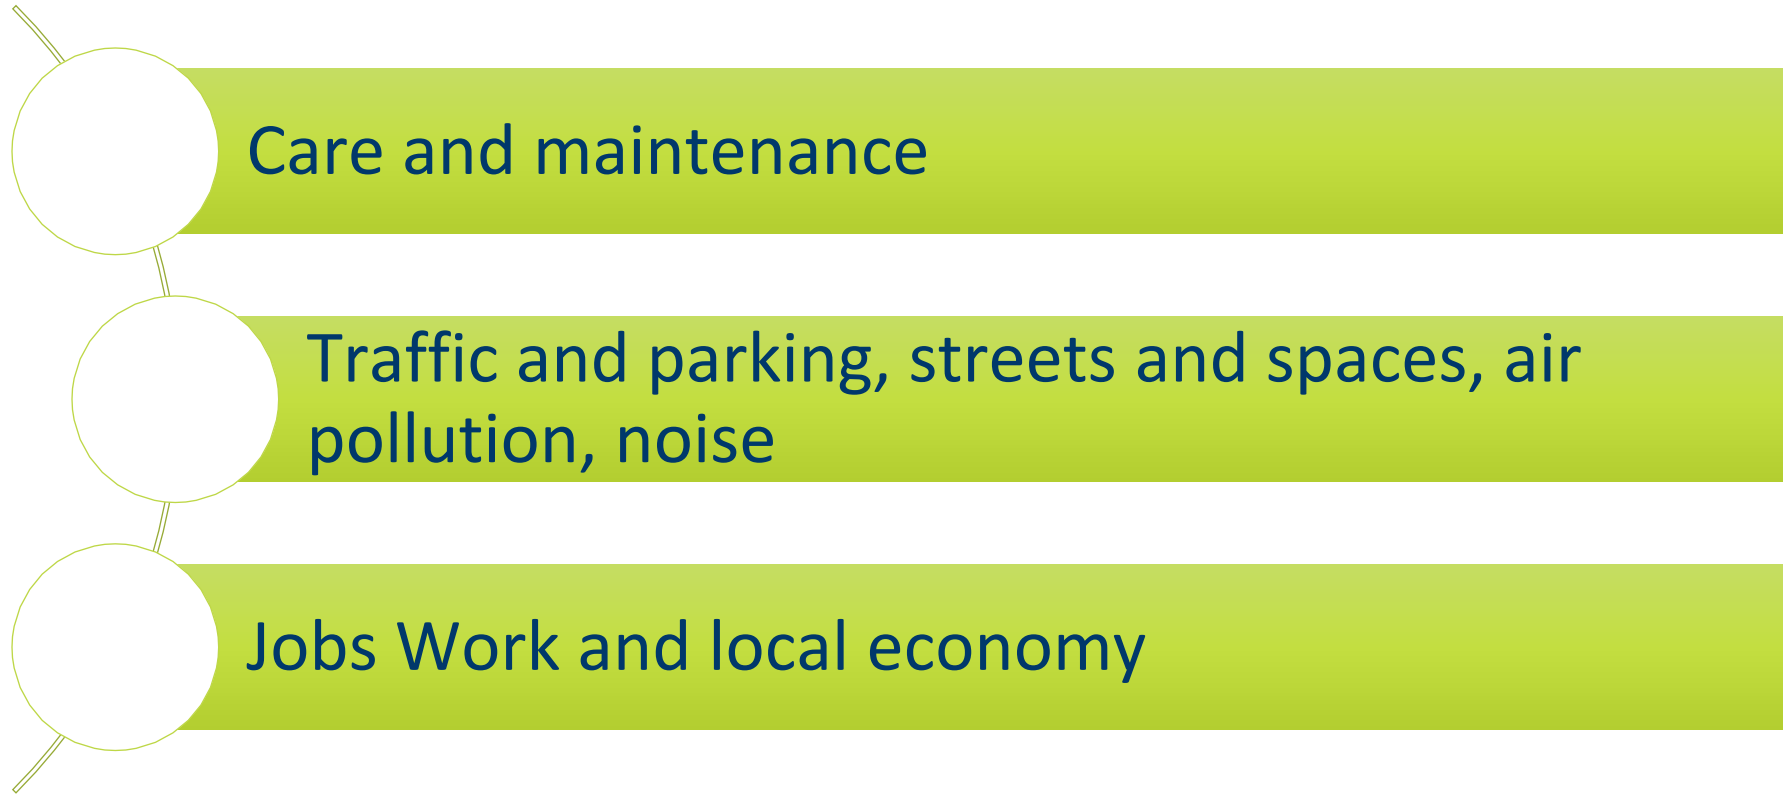 Care and maintenance
Traffic and parking, streets and spaces, air
pollution, noise
Jobs Work and local economy